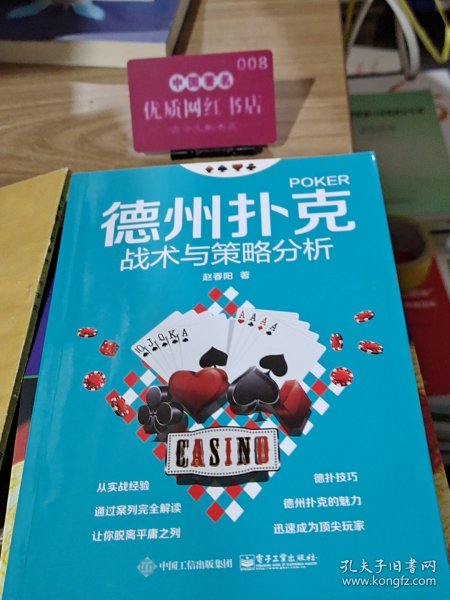 008
中国著名
优质网红书店
POKER
德州扑克
战术与策略分析
赵春阳 著
10 J Q K A
A A A A
CASINO
从实战经验
通过案列完全解读
让你脱离平庸之列
德扑技巧
德州扑克的魅力
迅速成为顶尖玩家
中国工信出版集团
电子工业出版社
孔夫子旧书网
www.kongfz.com